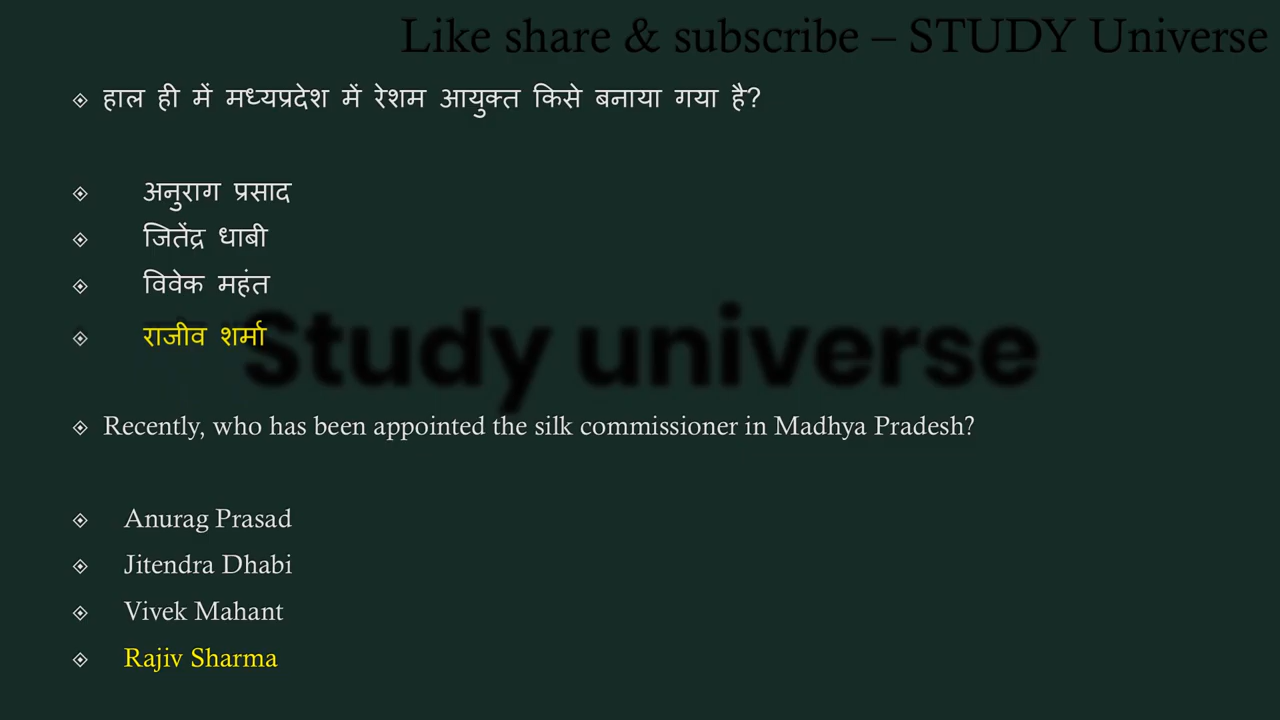 Like share & subscribe – STUDY Universe
हाल ही में मध्यप्रदेश में रेशम आयुक्त किसे बनाया गया है?
अनुराग प्रसाद
जितेंद्र धाबी
विवेक महंत
राजीव शर्मा
Study universe
Recently, who has been appointed the silk commissioner in Madhya Pradesh?
Anurag Prasad
Jitendra Dhabi
Vivek Mahant
Rajiv Sharma